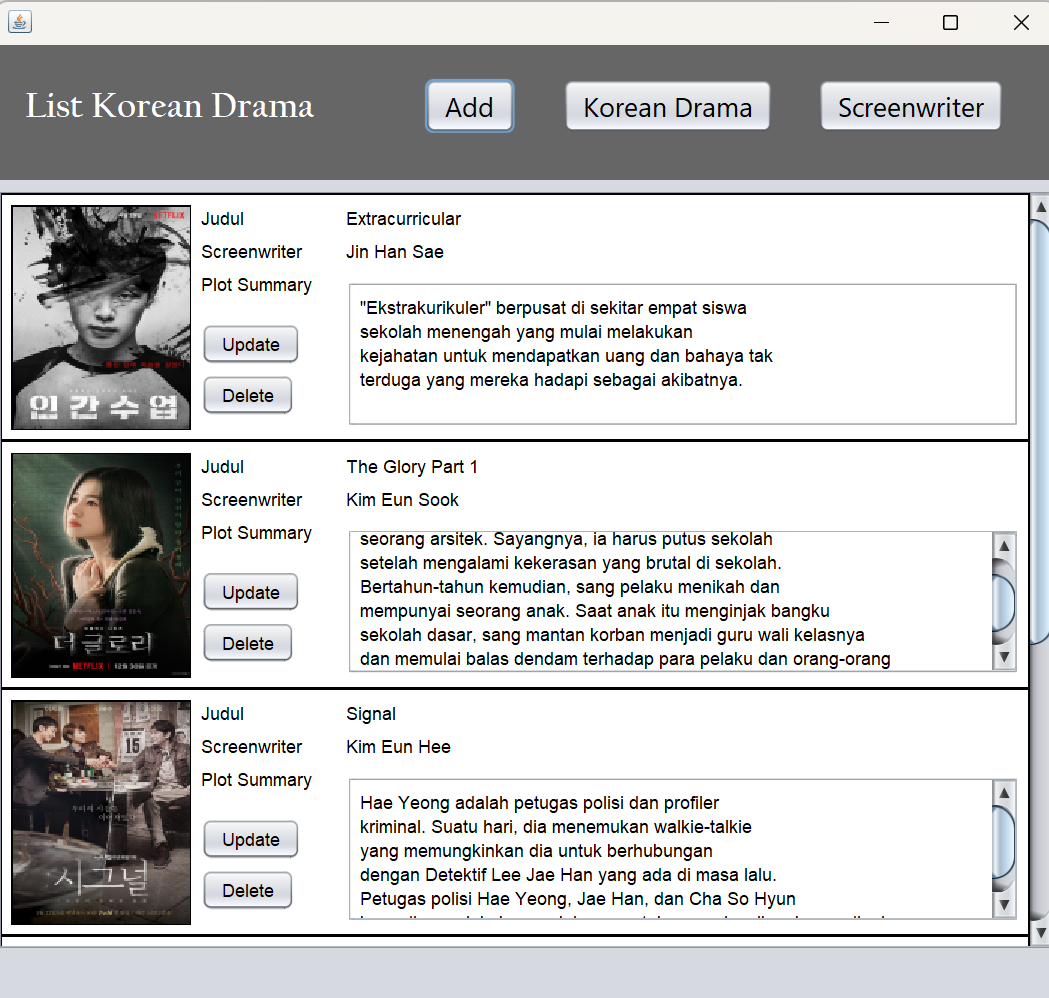 List Korean Drama
Add
Korean Drama
Screenwriter
NETFLIX
인간수업
Judul
Extracurricular
Screenwriter
Jin Han Sae
Plot Summary
"Ekstrakurikuler" berpusat di sekitar empat siswa
sekolah menengah yang mulai melakukan
kejahatan untuk mendapatkan uang dan bahaya tak
terduga yang mereka hadapi sebagai akibatnya.
Update
Delete
더 글로리
NETFLIX
Judul
The Glory Part 1
Screenwriter
Kim Eun Sook
Plot Summary
seorang arsitek. Sayangnya, ia harus putus sekolah
setelah mengalami kekerasan yang brutal di sekolah.
Bertahun-tahun kemudian, sang pelaku menikah dan
mempunyai seorang anak. Saat anak itu menginjak bangku
sekolah dasar, sang mantan korban menjadi guru wali kelasnya
dan memulai balas dendam terhadap para pelaku dan orang-orang
Update
Delete
15
시그널
Judul
Signal
Screenwriter
Kim Eun Hee
Plot Summary
Hae Yeong adalah petugas polisi dan profiler
kriminal. Suatu hari, dia menemukan walkie-talkie
yang memungkinkan dia untuk berhubungan
dengan Detektif Lee Jae Han yang ada di masa lalu.
Petugas polisi Hae Yeong, Jae Han, dan Cha So Hyun
Update
Delete